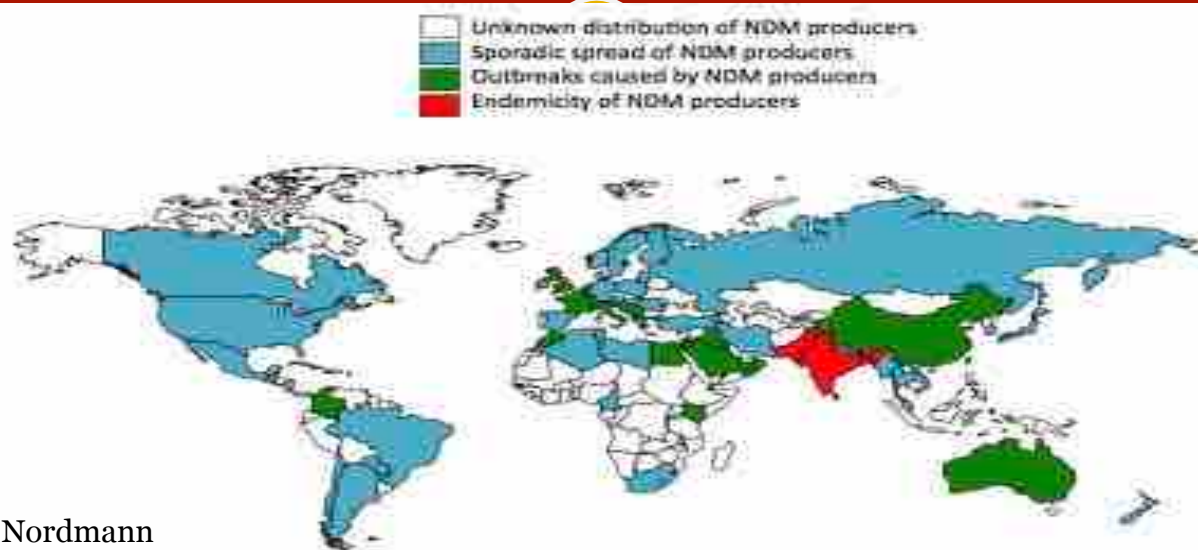 Unknown distribution of NDM producers
Sporadic spread of NDM producers
Outbreaks caused by NDM producers
Endemicity of NDM producers
Nordmann